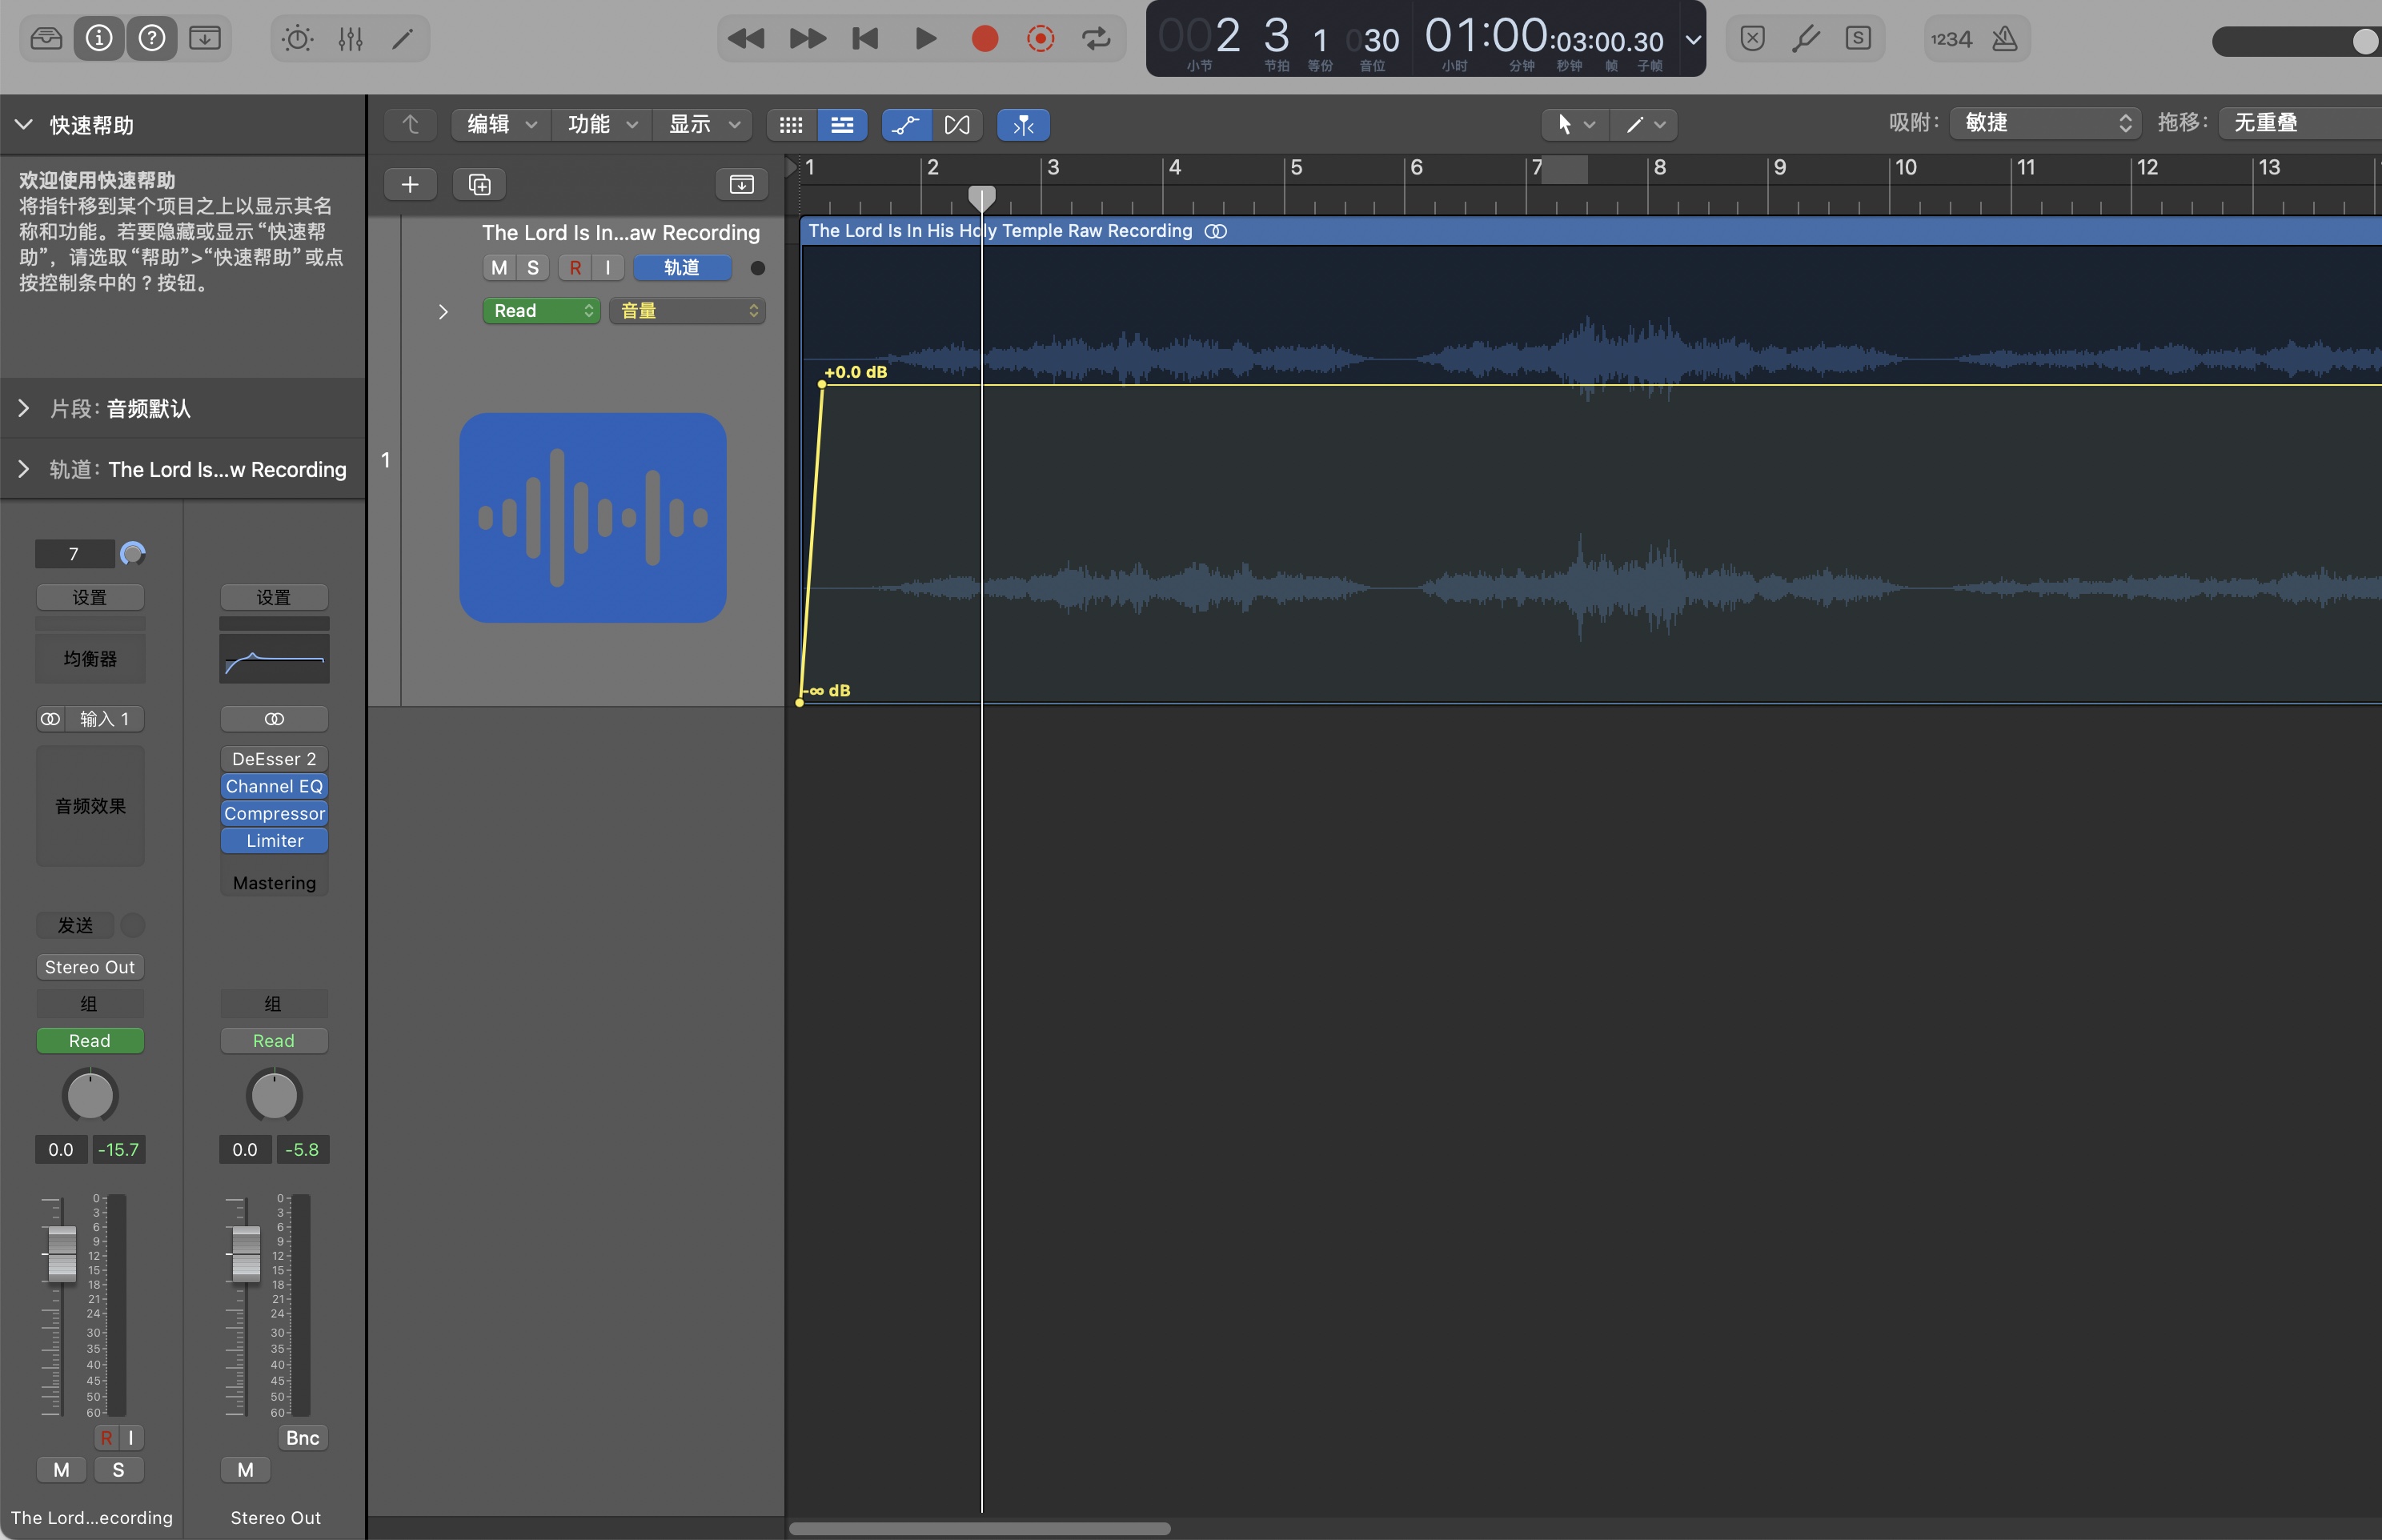 002 3 1 030 01:00:03:00.30
小节 节拍 等份 音位 小时 分钟 秒钟 帧 子帧
S
1234
快速帮助
编辑 功能 显示
吸附: 敏捷 拖移: 无重叠
欢迎使用快速帮助
将指针移到某个项目之上以显示其名
称和功能。若要隐藏或显示“快速帮
助”，请选取“帮助”>“快速帮助”或点
按控制条中的 ? 按钮。
1 2 3 4 5 6 7 8 9 10 11 12 13
The Lord Is In...aw Recording
The Lord Is In His Holy Temple Raw Recording
M S R I 轨道
Read 音量
+0.0 dB
-∞ dB
1
片段: 音频默认
轨道: The Lord Is...w Recording
7
设置 设置
均衡器
输入 1
DeEsser 2
Channel EQ
Compressor
Limiter
Mastering
音频效果
发送
Stereo Out
组 组
Read Read
0.0 -15.7 0.0 -5.8
0 0
3 3
6 6
9 9
12 12
15 15
18 18
21 21
24 24
30 30
35 35
40 40
45 45
50 50
60 60
R I Bnc
M S M
The Lord...ecording Stereo Out